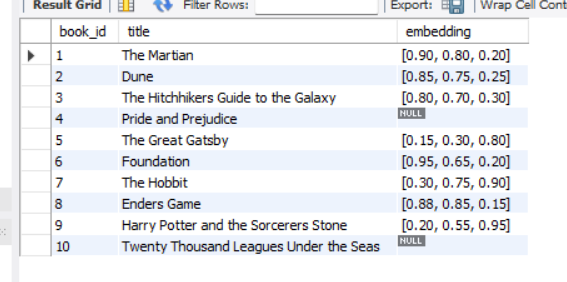 Result Grid Filter Rows: Export: Wrap Cell Cont
book_id title embedding
1 The Martian [0.90, 0.80, 0.20]
2 Dune [0.85, 0.75, 0.25]
3 The Hitchhikers Guide to the Galaxy [0.80, 0.70, 0.30]
4 Pride and Prejudice NULL
5 The Great Gatsby [0.15, 0.30, 0.80]
6 Foundation [0.95, 0.65, 0.20]
7 The Hobbit [0.30, 0.75, 0.90]
8 Enders Game [0.88, 0.85, 0.15]
9 Harry Potter and the Sorcerers Stone [0.20, 0.55, 0.95]
10 Twenty Thousand Leagues Under the Seas NULL